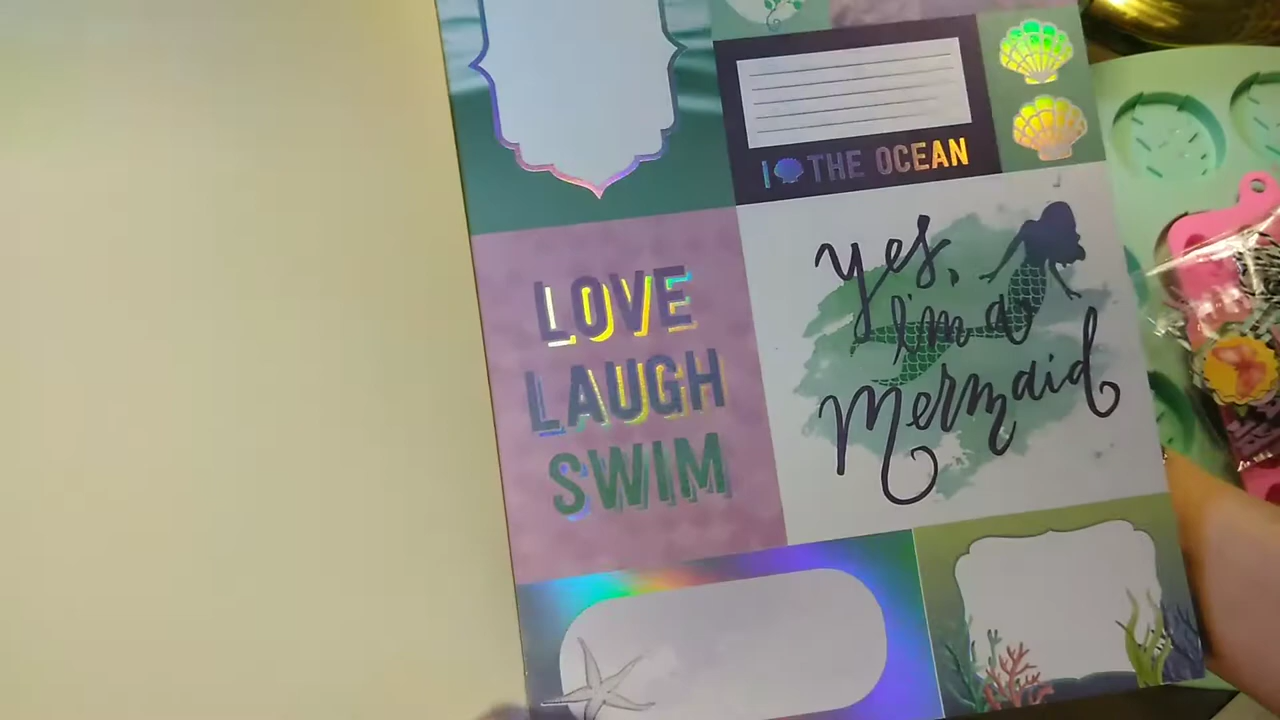 I THE OCEAN
LOVE
LAUGH
SWIM
yes,
i'm a
Mermaid